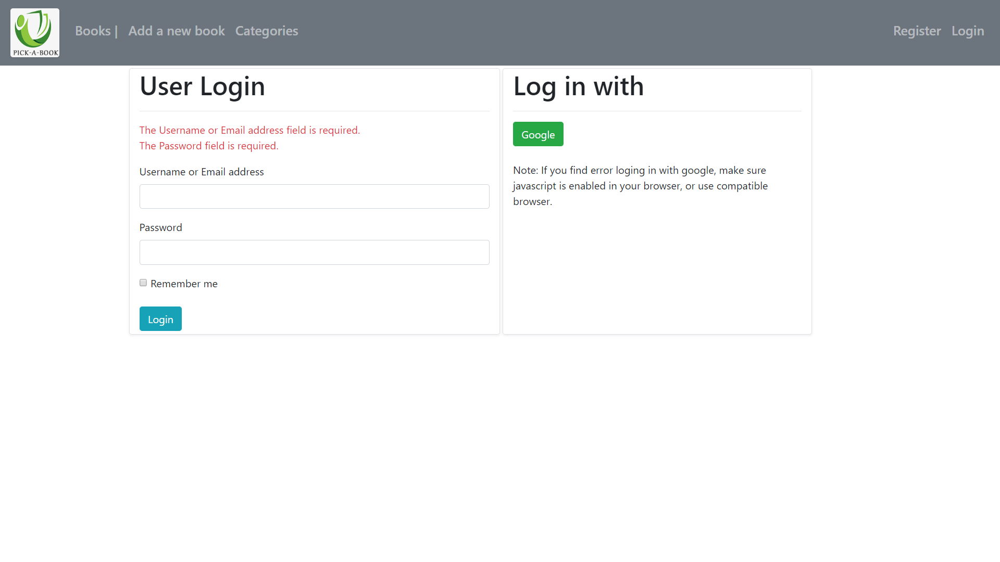 PICK-A-BOOK
Books | Add a new book Categories
Register Login
User Login
The Username or Email address field is required.
The Password field is required.
Username or Email address
Password
Remember me
Login
Log in with
Google
Note: If you find error loging in with google, make sure
javascript is enabled in your browser, or use compatible
browser.